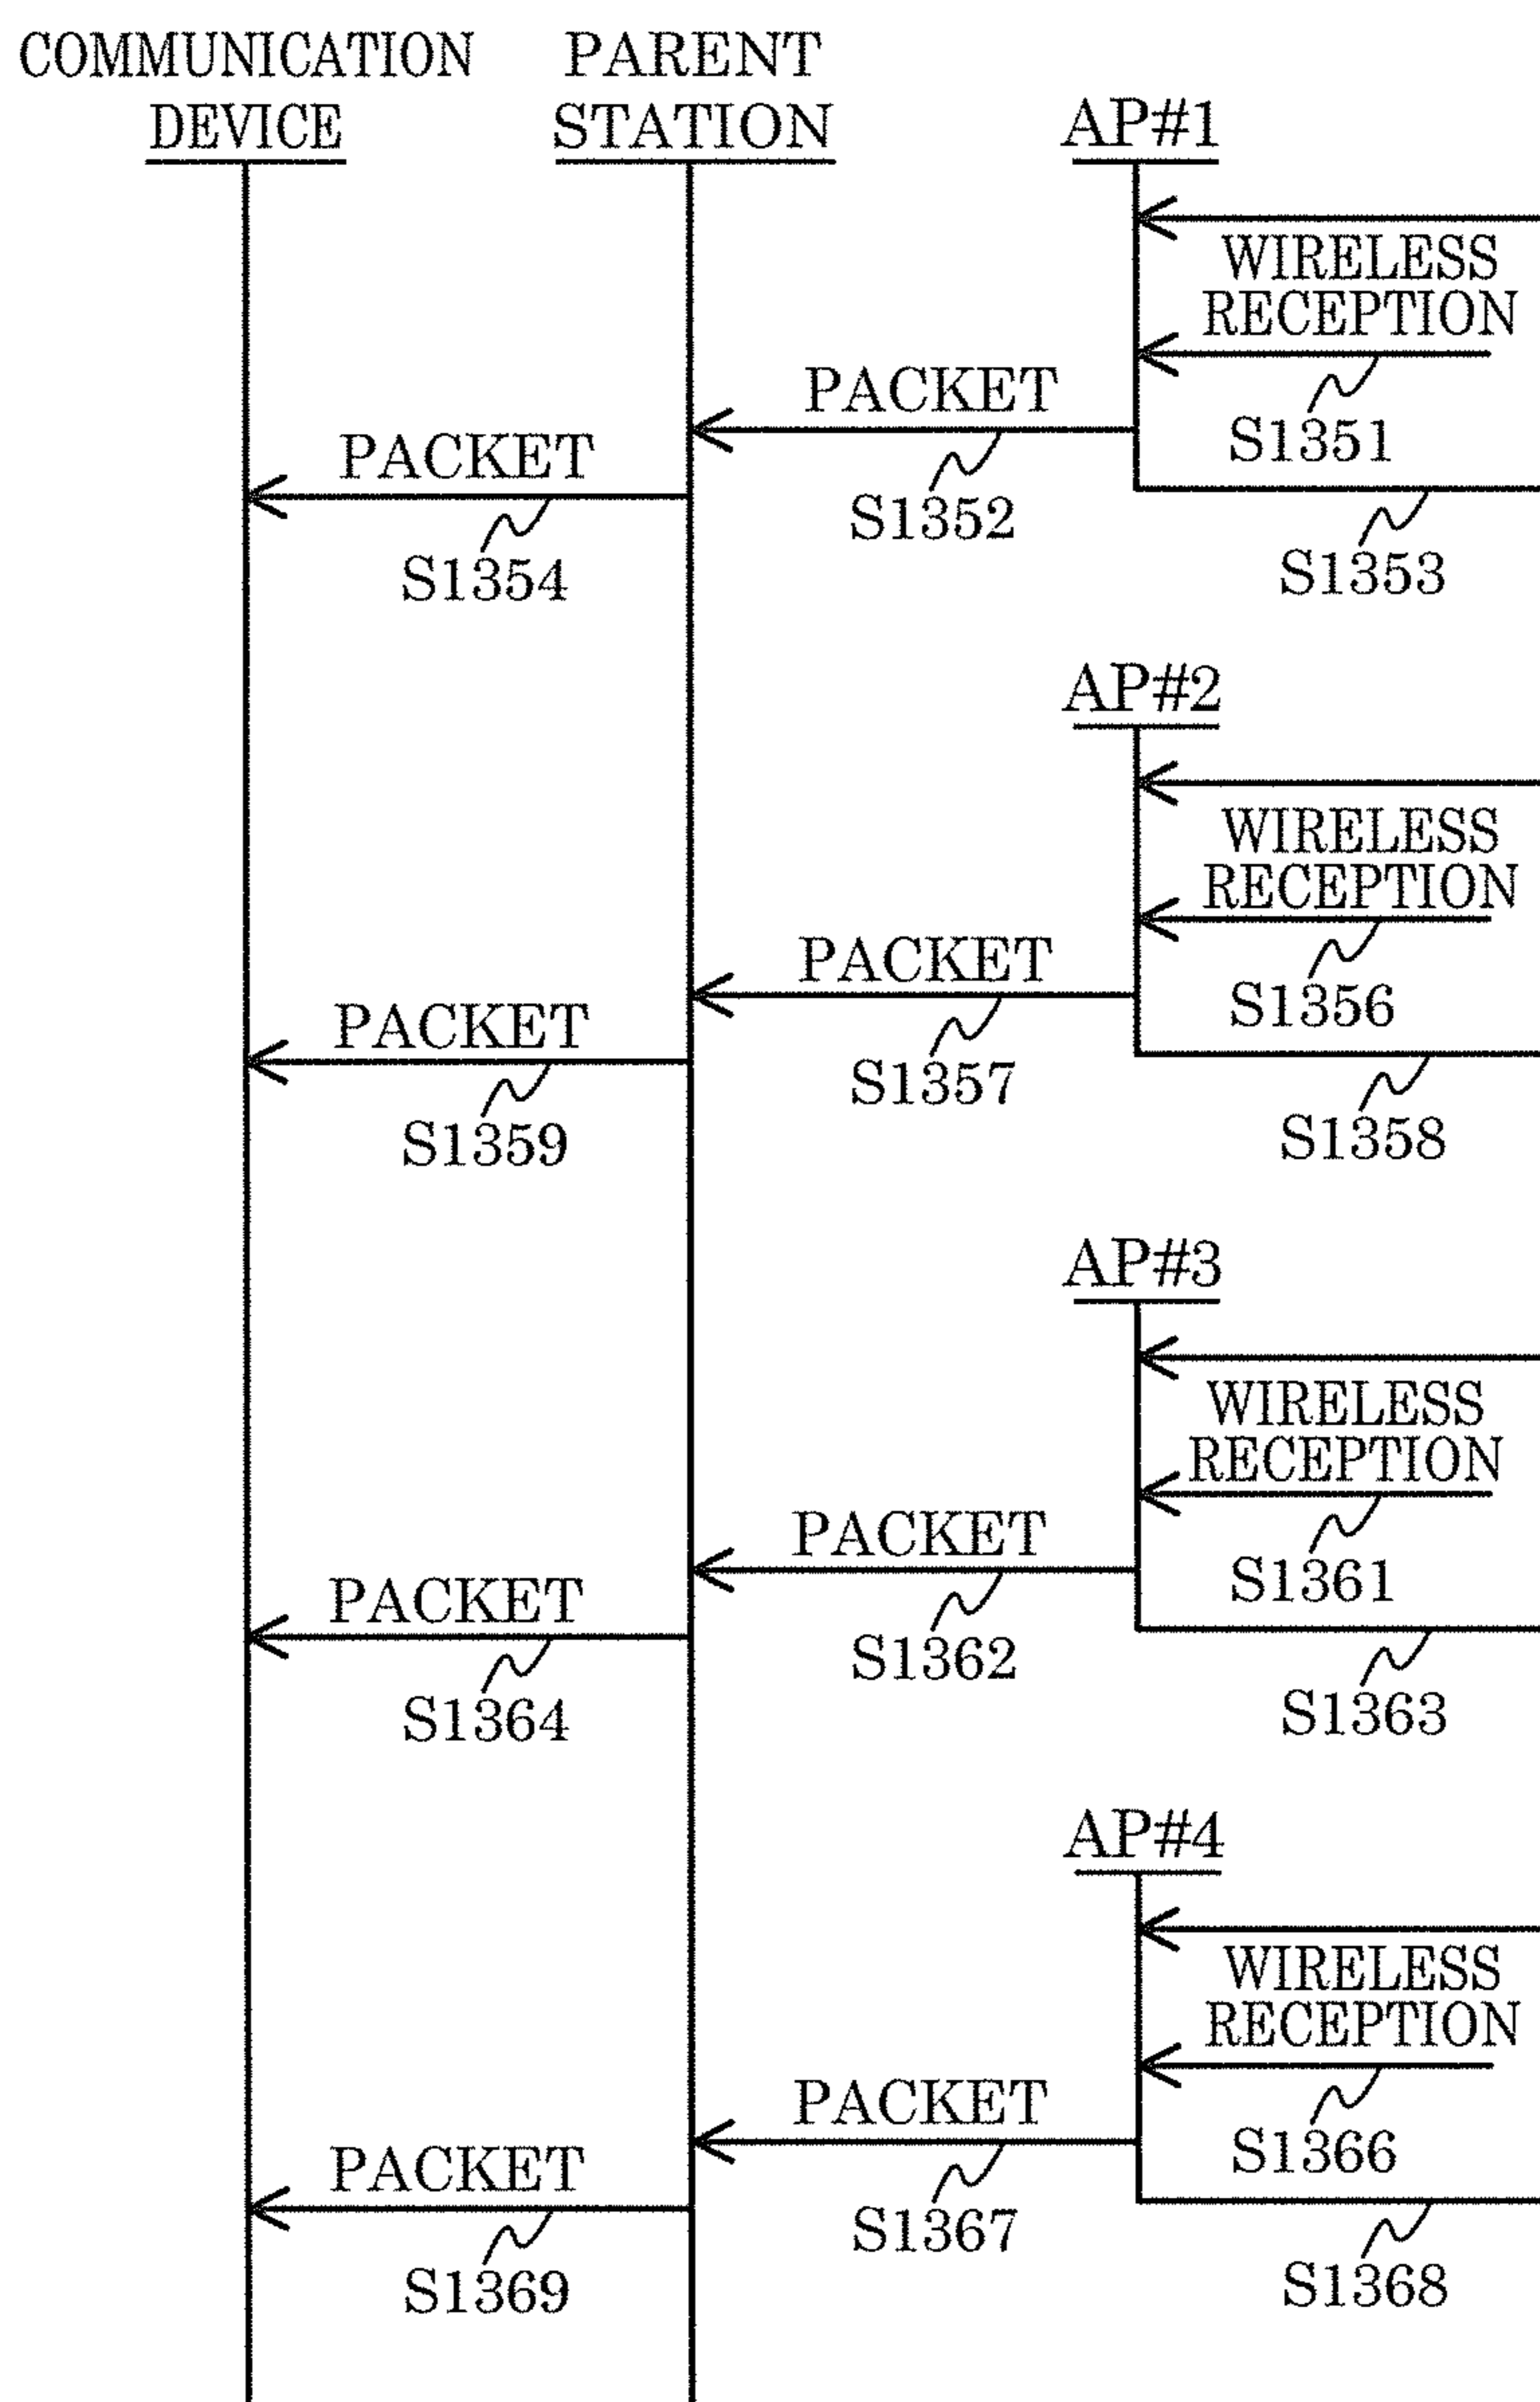 COMMUNICATION DEVICE
PARENT STATION
AP#1
WIRELESS
RECEPTION
PACKET
S1351
PACKET
S1352
S1353
S1354
AP#2
WIRELESS
RECEPTION
PACKET
S1356
PACKET
S1357
S1358
S1359
AP#3
WIRELESS
RECEPTION
PACKET
S1361
PACKET
S1362
S1363
S1364
AP#4
WIRELESS
RECEPTION
PACKET
S1366
PACKET
S1367
S1368
S1369